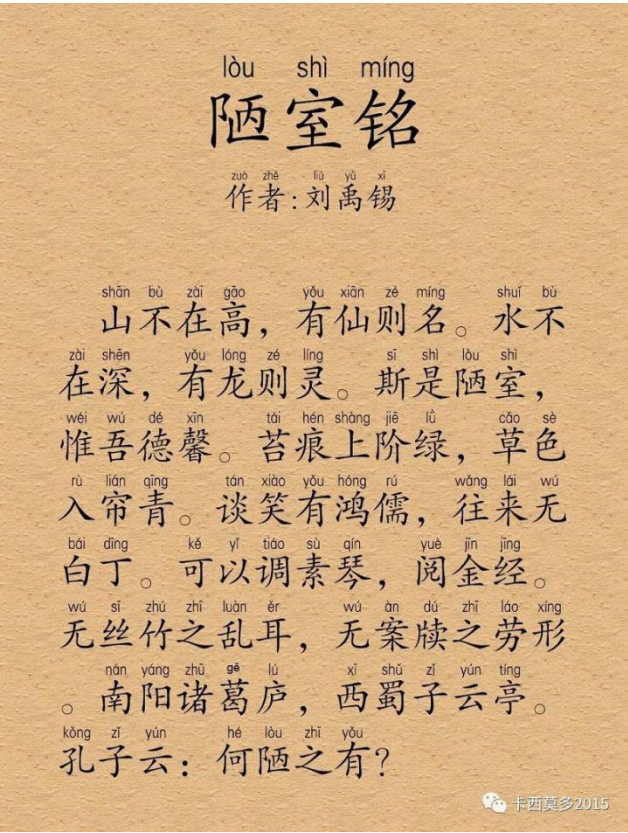 lòu shì míng
陋室铭
zuò zhě liú yǔ xī
作者:刘禹锡
shān bù zài gāo yǒu xiān zé míng shuǐ bù
山不在高，有仙则名。水不
zài shēn yǒu lóng zé líng sī shì lòu shì
在深，有龙则灵。斯是陋室，
wéi wú dé xīn tái hén shàng jiē lǜ cǎo sè
惟吾德馨。苔痕上阶绿，草色
rù lián qīng tán xiào yǒu hóng rú wǎng lái wú
入帘青。谈笑有鸿儒，往来无
bái dīng kě yǐ tiáo sù qín yuè jīn jīng
白丁。可以调素琴，阅金经。
wú sī zhú zhī luàn ěr wú àn dú zhī láo xíng
无丝竹之乱耳，无案牍之劳形
nán yáng zhū gě lú xī shǔ zǐ yún tíng
。南阳诸葛庐，西蜀子云亭。
kǒng zǐ yún hé lòu zhī yǒu
孔子云：何陋之有？
卡西莫多2015